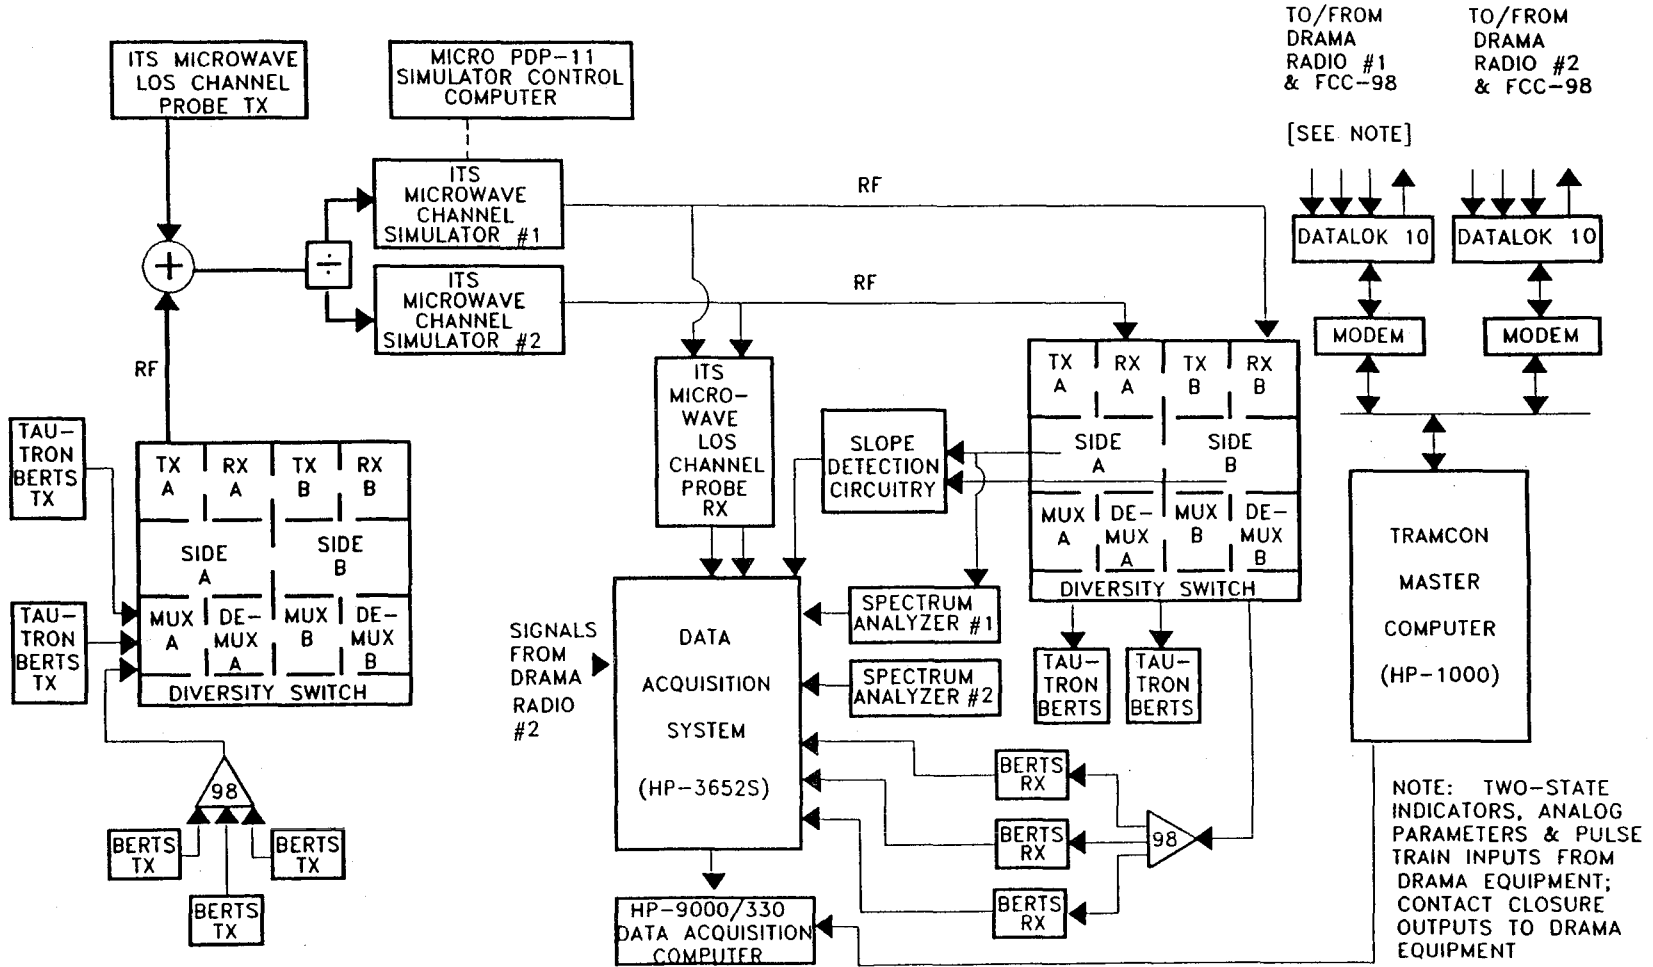 ITS MICROWAVE
LOS CHANNEL
PROBE TX
MICRO PDP-11
SIMULATOR CONTROL
COMPUTER
TO/FROM
DRAMA
RADIO #1
& FCC-98
TO/FROM
DRAMA
RADIO #2
& FCC-98
[SEE NOTE]
ITS
MICROWAVE
CHANNEL
SIMULATOR #1
RF
+
÷
ITS
MICROWAVE
CHANNEL
SIMULATOR #2
RF
DATALOK 10
DATALOK 10
MODEM
MODEM
RF
TAU-
TRON
BERTS
TX
TAU-
TRON
BERTS
TX
TX
A
RX
A
TX
B
RX
B
SIDE
A
SIDE
B
MUX
A
DE-
MUX
A
MUX
B
DE-
MUX
B
DIVERSITY SWITCH
98
BERTS
TX
BERTS
TX
BERTS
TX
ITS
MICRO-
WAVE
LOS
CHANNEL
PROBE
RX
SLOPE
DETECTION
CIRCUITRY
TX
A
RX
A
TX
B
RX
B
SIDE
A
SIDE
B
MUX
A
DE-
MUX
A
MUX
B
DE-
MUX
B
DIVERSITY SWITCH
SIGNALS
FROM
DRAMA
RADIO
#2
DATA
ACQUISITION
SYSTEM
(HP-3652S)
SPECTRUM
ANALYZER #1
SPECTRUM
ANALYZER #2
TAU-
TRON
BERTS
TAU-
TRON
BERTS
BERTS
RX
BERTS
RX
BERTS
RX
98
HP-9000/330
DATA ACQUISITION
COMPUTER
TRAMCON
MASTER
COMPUTER
(HP-1000)
NOTE: TWO-STATE
INDICATORS, ANALOG
PARAMETERS & PULSE
TRAIN INPUTS FROM
DRAMA EQUIPMENT;
CONTACT CLOSURE
OUTPUTS TO DRAMA
EQUIPMENT